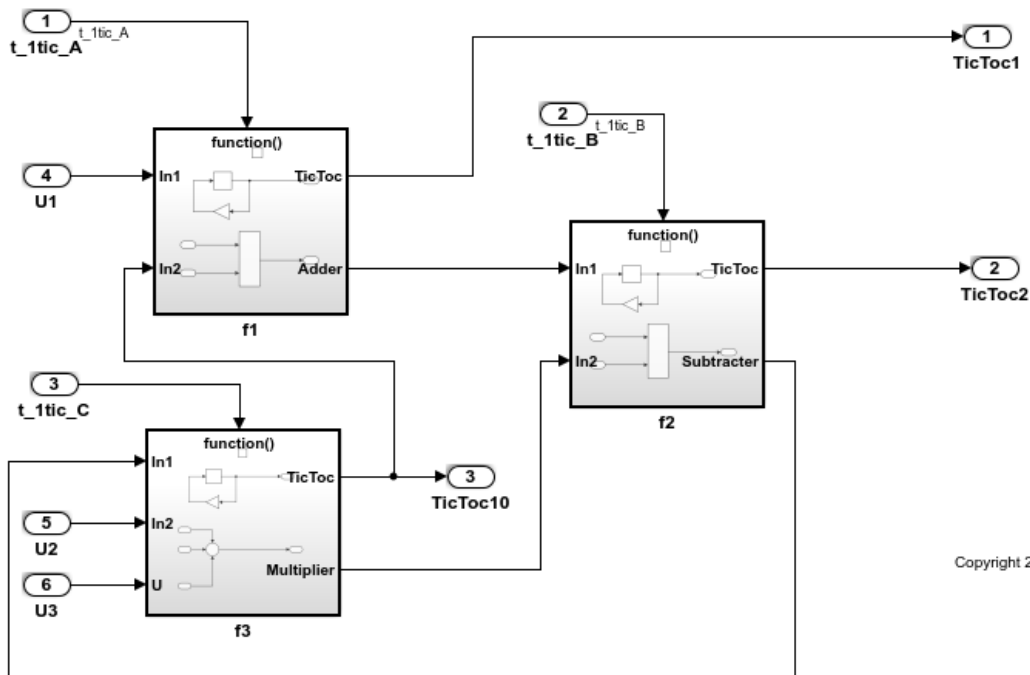 1
t_1tic_A
t_1tic_A
1
TicToc1
2
t_1tic_B
t_1tic_B
function()
4
U1
In1
TicToc
In2
Adder
f1
function()
In1
TicToc
2
TicToc2
In2
Subtracter
f2
3
t_1tic_C
function()
In1
TicToc
3
TicToc10
5
U2
In2
6
U3
U
Multiplier
f3
Copyright 2